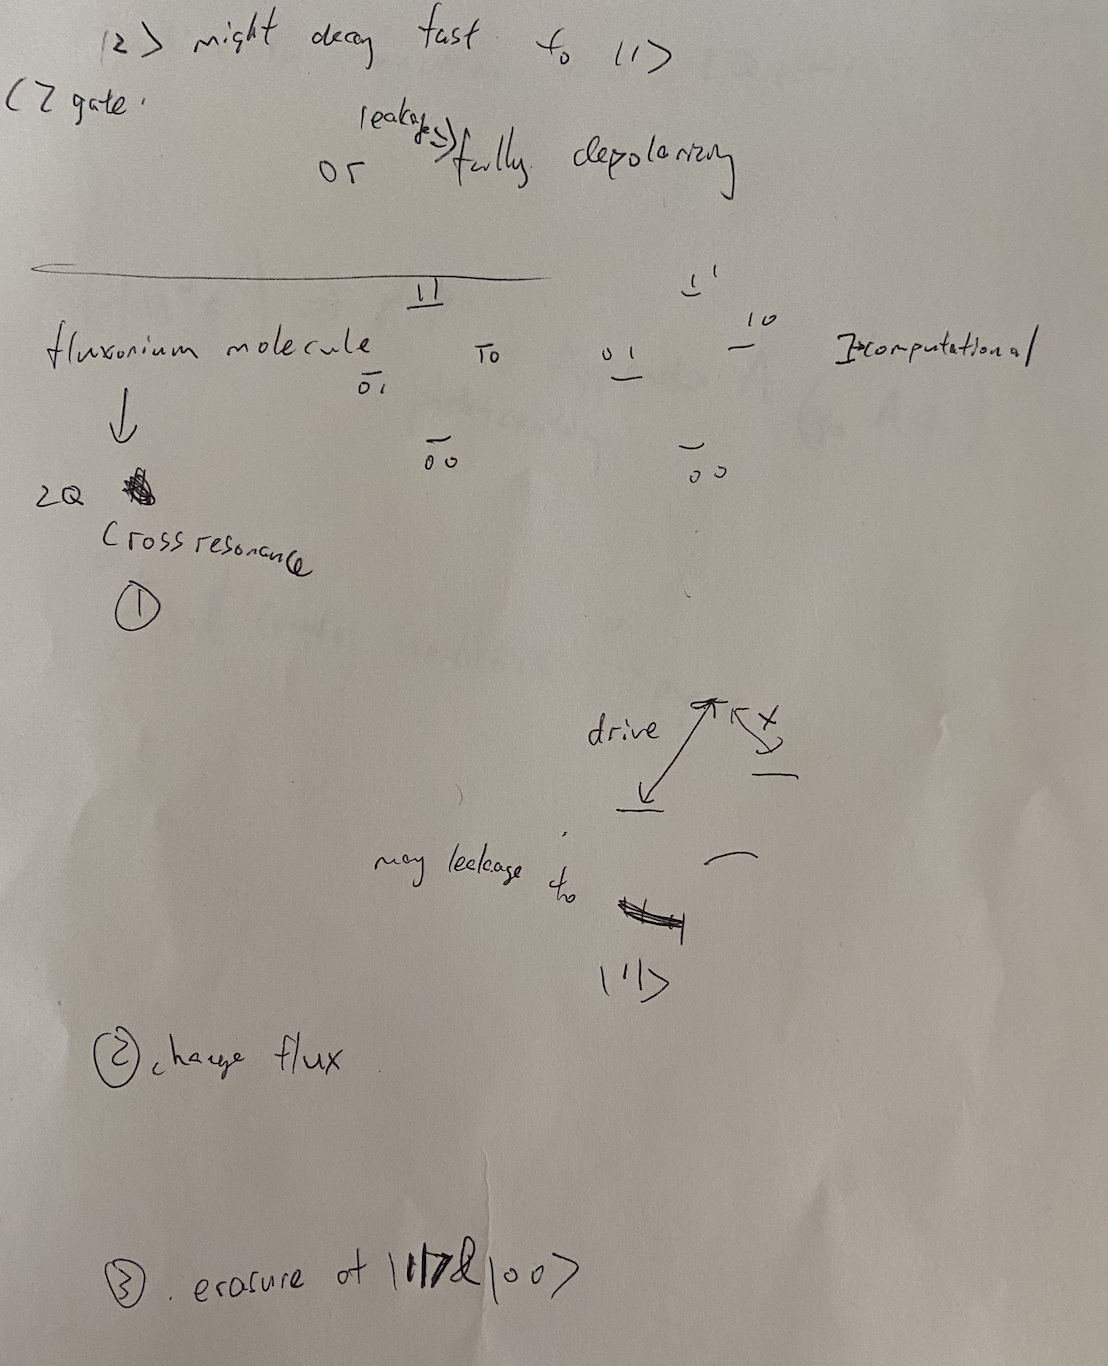 |2> might decay fast to |1>
CZ gate.
leakage =>
or fully depolarizing
11
11
10
fluxonium molecule
10
01
computational
01
00
00
2Q
Cross resonance
①
drive
X
may leakage to
|11>
② change flux
③. erasure of |11> & |00>